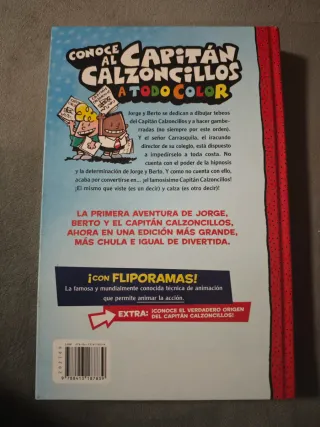 CONOCE AL CAPITÁN
CALZONCILLOS
A TODO COLOR
Jorge y Berto se dedican a dibujar tebeos
del Capitán Calzoncillos y a hacer gambe-
rradas (no siempre por este orden).
Y el señor Carrasquilla, el iracundo
director de su colegio, está dispuesto
a impedírselo a toda costa. No
cuenta con el poder de la hipnosis
y la determinación de Jorge y Berto. Y como no cuenta con ello,
¡acaba por convertirse en... ¡el famosísimo Capitán Calzoncillos!
¡El mismo que viste (es un decir) y calza (es otro decir)!
LA PRIMERA AVENTURA DE JORGE,
BERTO Y EL CAPITÁN CALZONCILLOS,
AHORA EN UNA EDICIÓN MÁS GRANDE,
MÁS CHULA E IGUAL DE DIVERTIDA.
¡CON FLIPORAMAS!
La famosa y mundialmente conocida técnica de animación
que permite animar la acción.
EXTRA: ¡CONOCE EL VERDADERO ORIGEN
DEL CAPITÁN CALZONCILLOS!